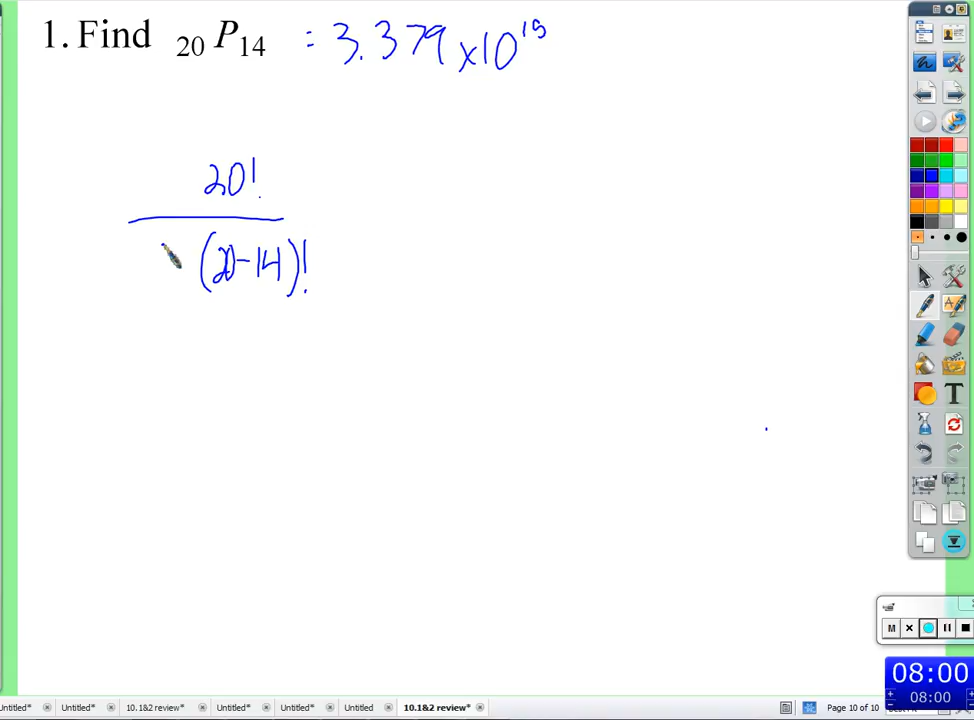 1. Find ₂₀P₁₄ = 3.379 x10¹⁵
20!
(20-14)!
M
08:00
08:00
Untitled* Untitled* 10.1&2 review* Untitled* Untitled* Untitled 10.1&2 review* Page 10 of 10